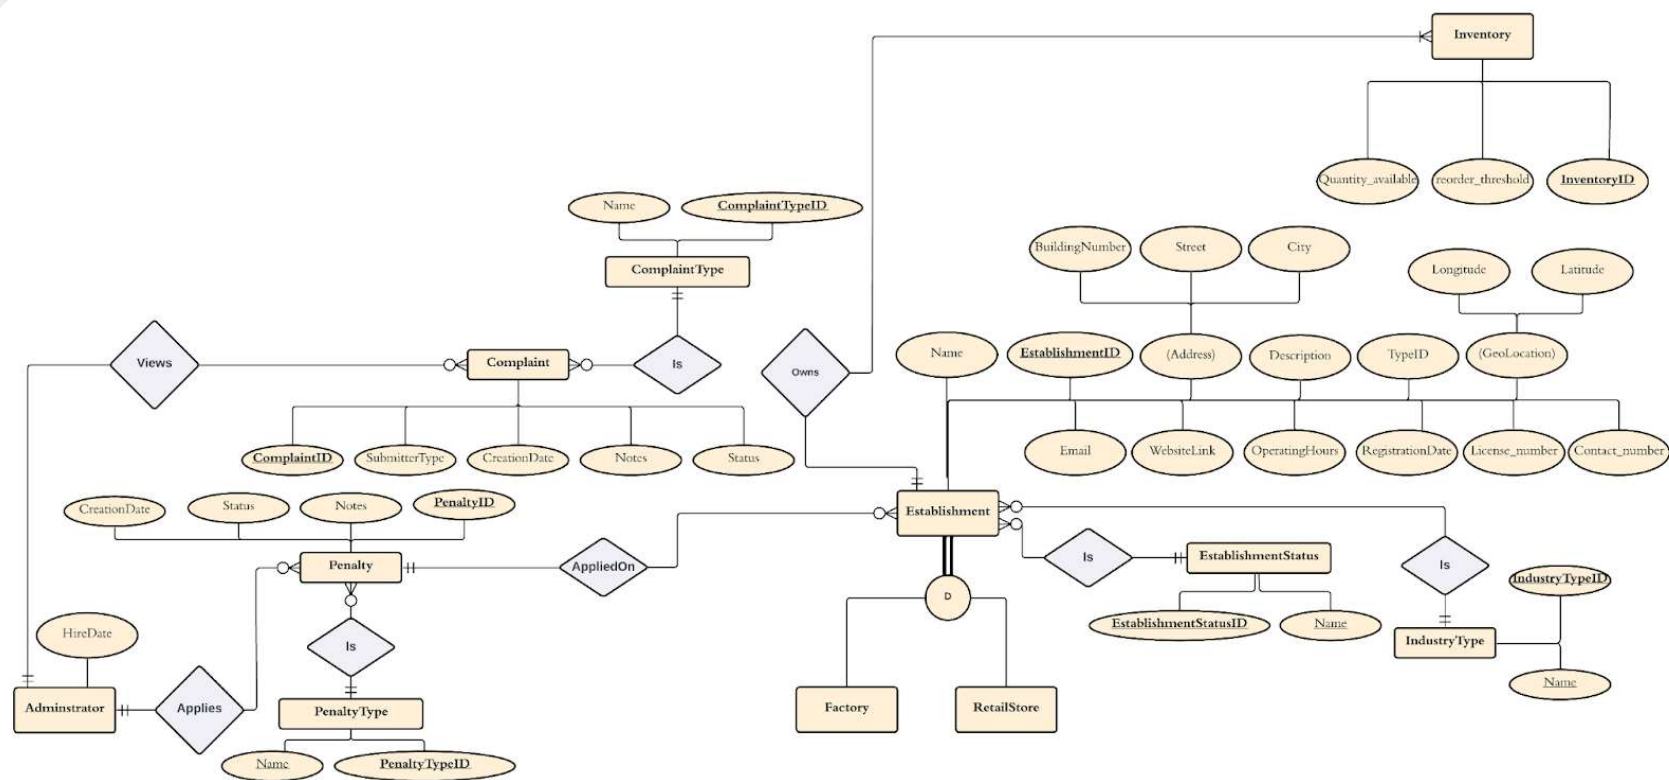 Inventory
Quantity_available
reorder_threshold
InventoryID
Name
ComplaintTypeID
ComplaintType
BuildingNumber
Street
City
Longitude
Latitude
Views
Complaint
Is
Owns
Name
EstablishmentID
(Address)
Description
TypeID
(GeoLocation)
ComplaintID
SubmitterType
CreationDate
Notes
Status
Email
WebsiteLink
OperatingHours
RegistrationDate
License_number
Contact_number
CreationDate
Status
Notes
PenaltyID
Establishment
Penalty
AppliedOn
Is
EstablishmentStatus
Is
IndustryTypeID
D
HireDate
EstablishmentStatusID
Name
IndustryType
Is
Name
Adminstrator
Applies
PenaltyType
Factory
RetailStore
Name
PenaltyTypeID